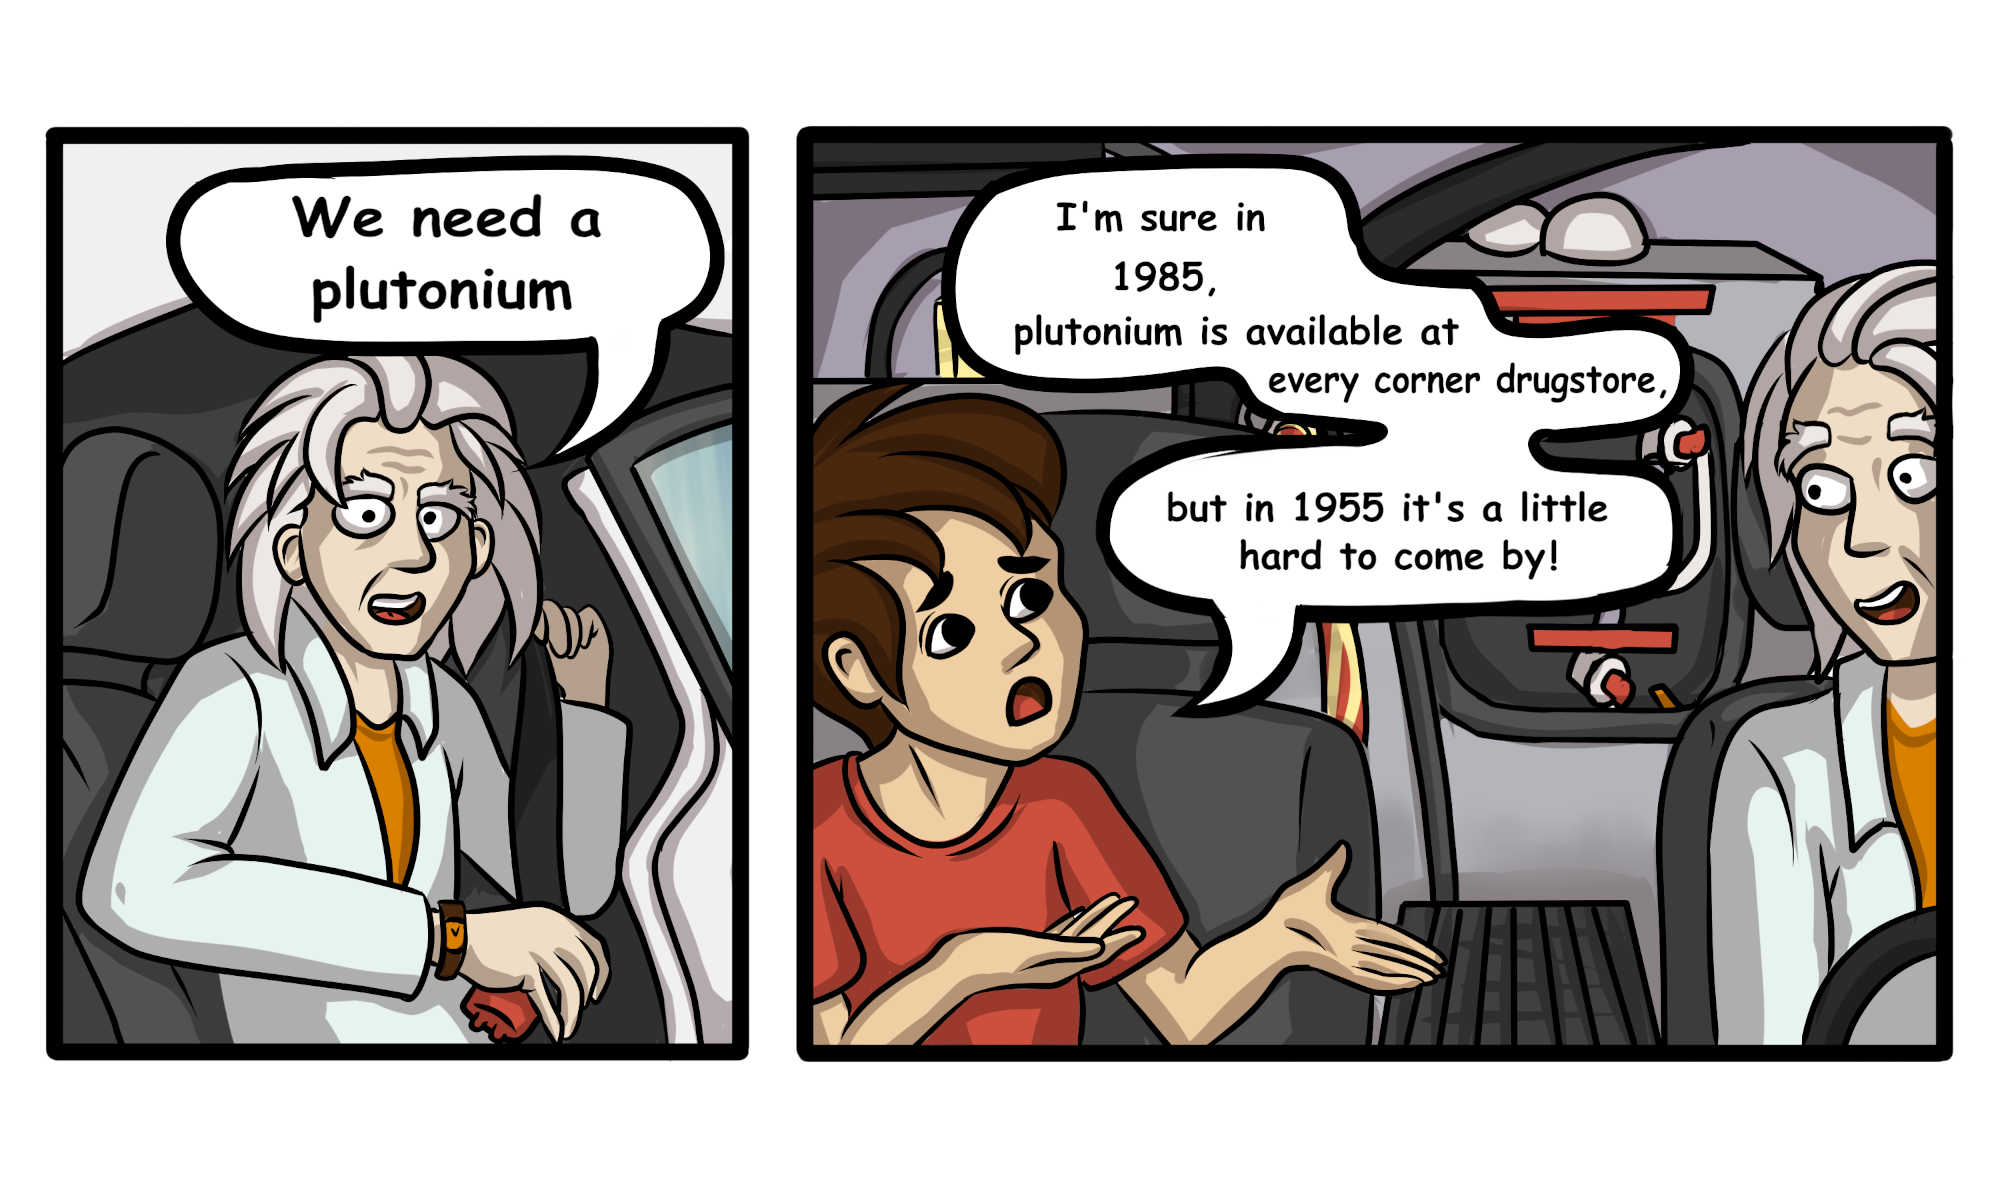 We need a
plutonium
I'm sure in
1985,
plutonium is available at
every corner drugstore,
but in 1955 it's a little
hard to come by!